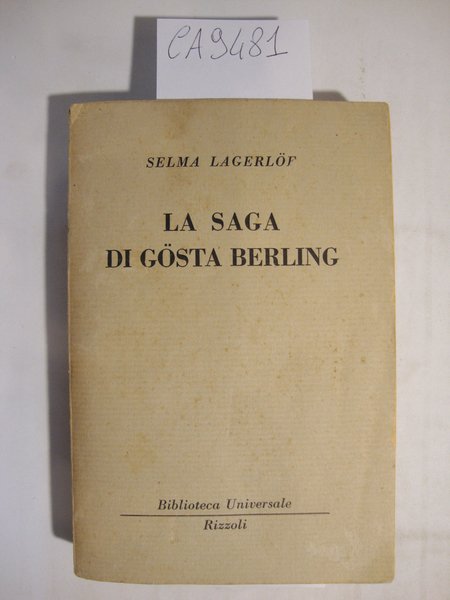 CA9481
SELMA LAGERLÖF
LA SAGA
DI GÖSTA BERLING
Biblioteca Universale
Rizzoli